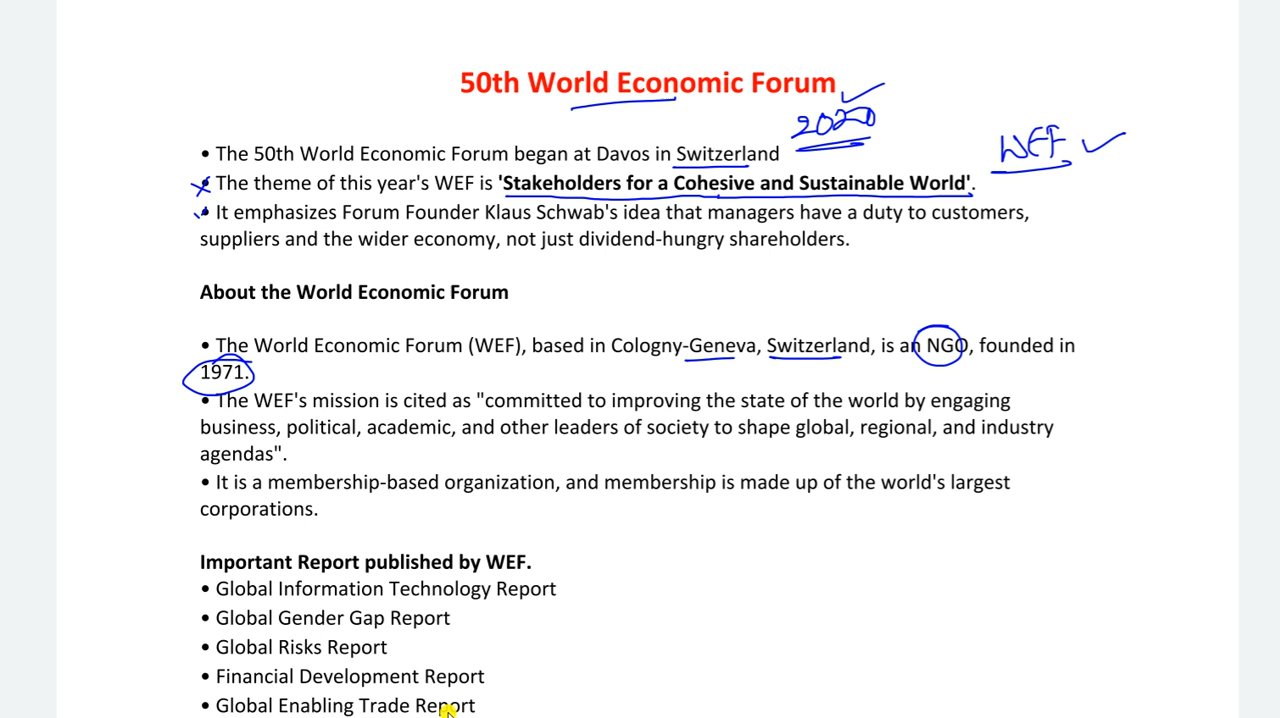 50th World Economic Forum
2020
WEF
• The 50th World Economic Forum began at Davos in Switzerland
• The theme of this year's WEF is 'Stakeholders for a Cohesive and Sustainable World'.
• It emphasizes Forum Founder Klaus Schwab's idea that managers have a duty to customers,
suppliers and the wider economy, not just dividend-hungry shareholders.
About the World Economic Forum
• The World Economic Forum (WEF), based in Cologny-Geneva, Switzerland, is an NGO, founded in
1971.
• The WEF's mission is cited as "committed to improving the state of the world by engaging
business, political, academic, and other leaders of society to shape global, regional, and industry
agendas".
• It is a membership-based organization, and membership is made up of the world's largest
corporations.
Important Report published by WEF.
• Global Information Technology Report
• Global Gender Gap Report
• Global Risks Report
• Financial Development Report
• Global Enabling Trade Report